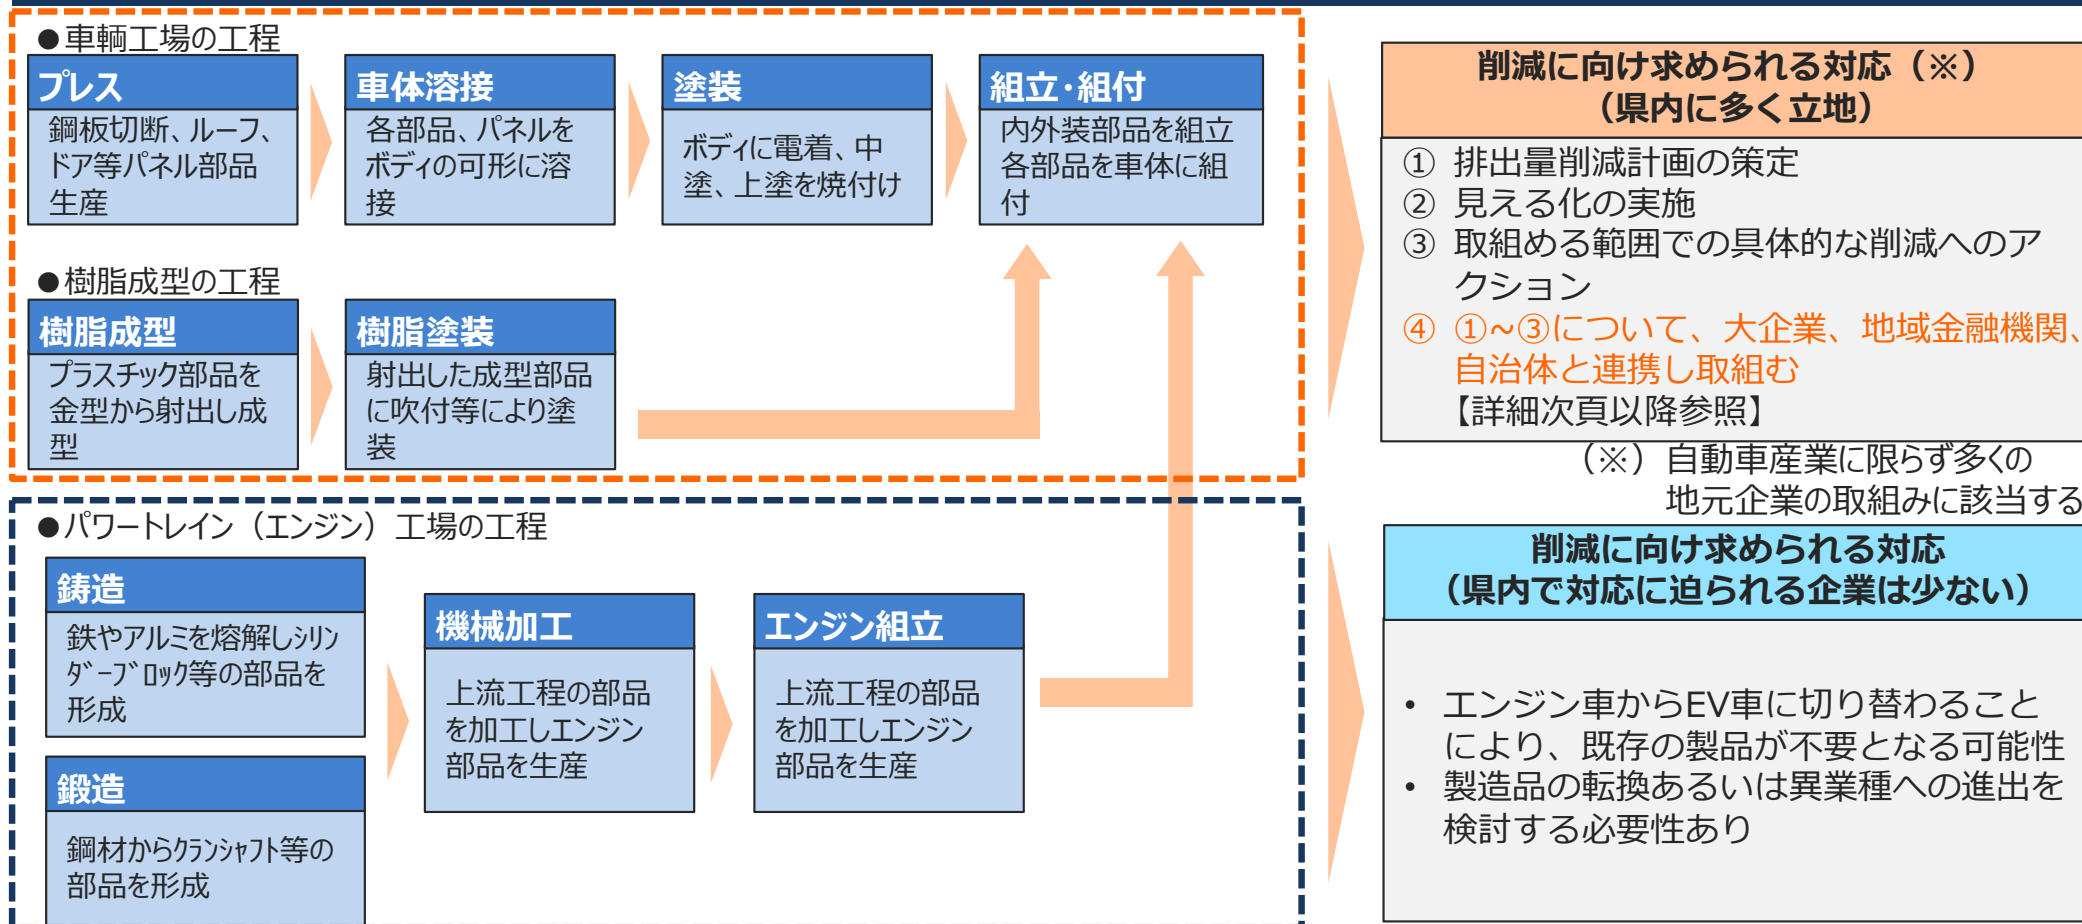 ●車輌工場の工程
プレス
鋼板切断、ルーフ、
ドア等パネル部品
生産
車体溶接
各部品、パネルを
ボディの可形に溶
接
塗装
ボディに電着、中
塗、上塗を焼付け
組立・組付
内外装部品を組立
各部品を車体に組
付
●樹脂成型の工程
樹脂成型
プラスチック部品を
金型から射出し成
型
樹脂塗装
射出した成型部品
に吹付等により塗
装
削減に向け求められる対応（※）
（県内に多く立地）
① 排出量削減計画の策定
② 見える化の実施
③ 取組める範囲での具体的な削減へのア
クション
④ ①~③について、大企業、地域金融機関、
自治体と連携し取組む
【詳細次頁以降参照】
（※）自動車産業に限らず多くの
地元企業の取組みに該当する
●パワートレイン（エンジン）工場の工程
鋳造
鉄やアルミを熔解しｼﾘﾝ
ﾀﾞｰﾌﾞﾛｯｸ等の部品を
形成
鍛造
鋼材からｸﾗﾝｼｬﾌﾄ等の
部品を形成
機械加工
上流工程の部品
を加工しエンジン
部品を生産
エンジン組立
上流工程の部品
を加工しエンジン
部品を生産
削減に向け求められる対応
（県内で対応に迫られる企業は少ない）
• エンジン車からEV車に切り替わること
により、既存の製品が不要となる可能性
• 製造品の転換あるいは異業種への進出を
検討する必要性あり